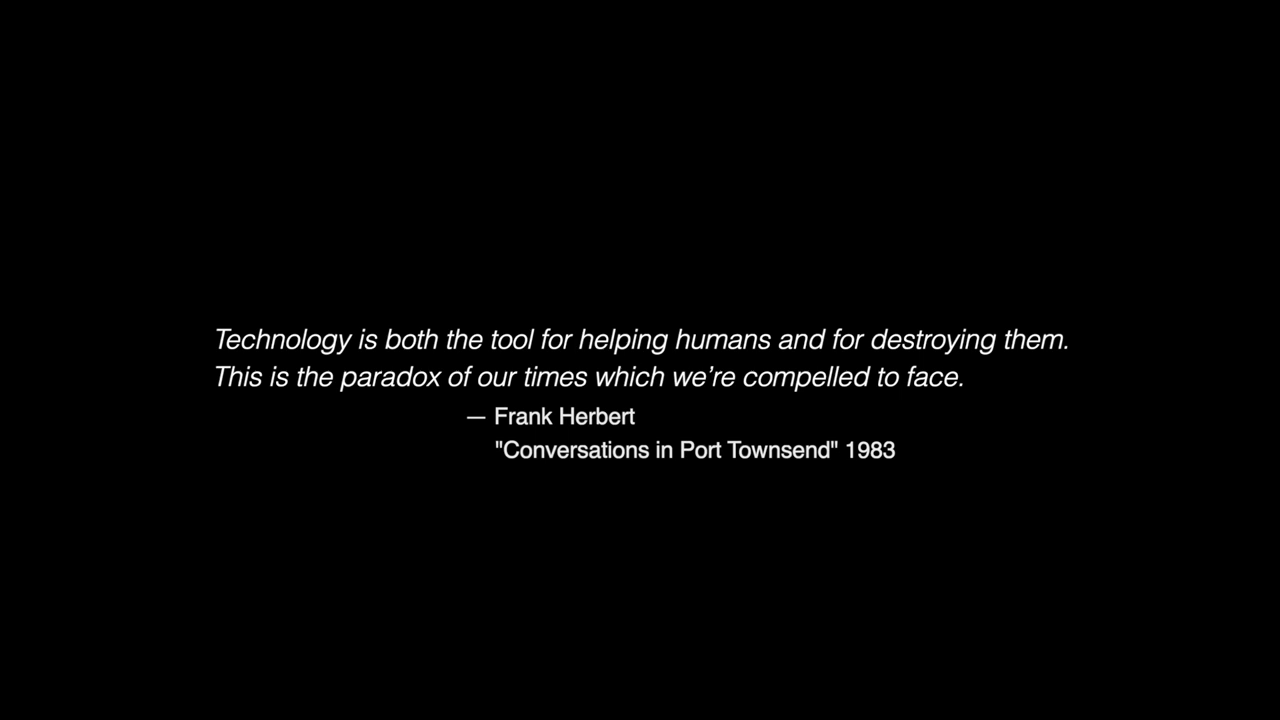 Technology is both the tool for helping humans and for destroying them.
This is the paradox of our times which we’re compelled to face.
— Frank Herbert
"Conversations in Port Townsend" 1983